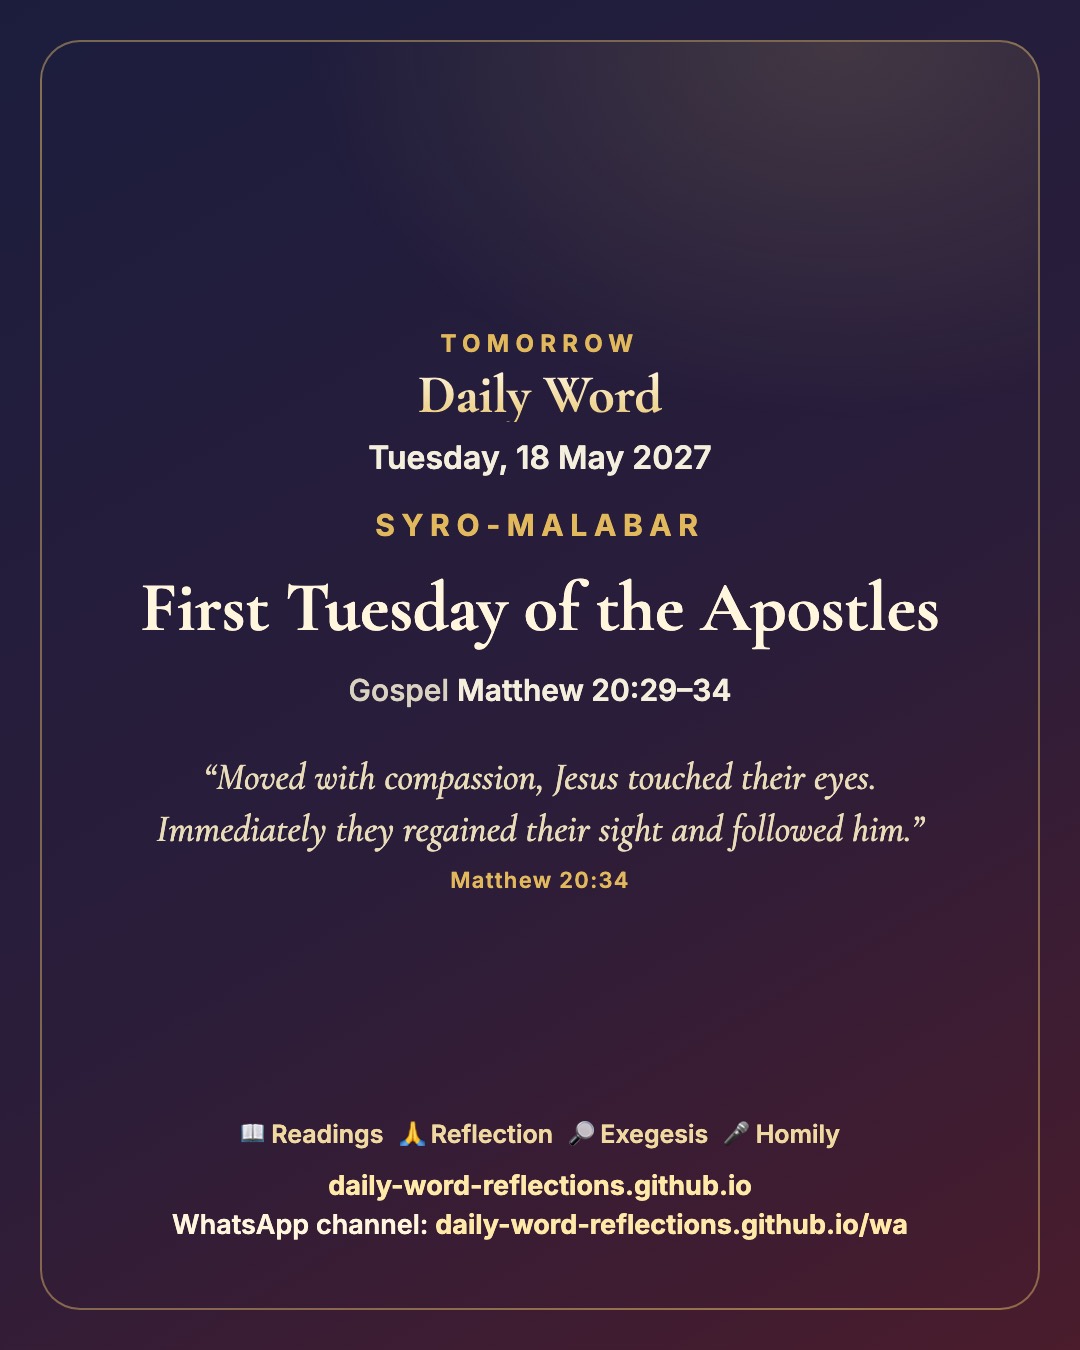 TOMORROW
Daily Word
Tuesday, 18 May 2027
SYRO-MALABAR
First Tuesday of the Apostles
Gospel Matthew 20:29–34
“Moved with compassion, Jesus touched their eyes.
Immediately they regained their sight and followed him.”
Matthew 20:34
📖 Readings 🙏 Reflection 🔎 Exegesis 🎤 Homily
daily-word-reflections.github.io
WhatsApp channel: daily-word-reflections.github.io/wa